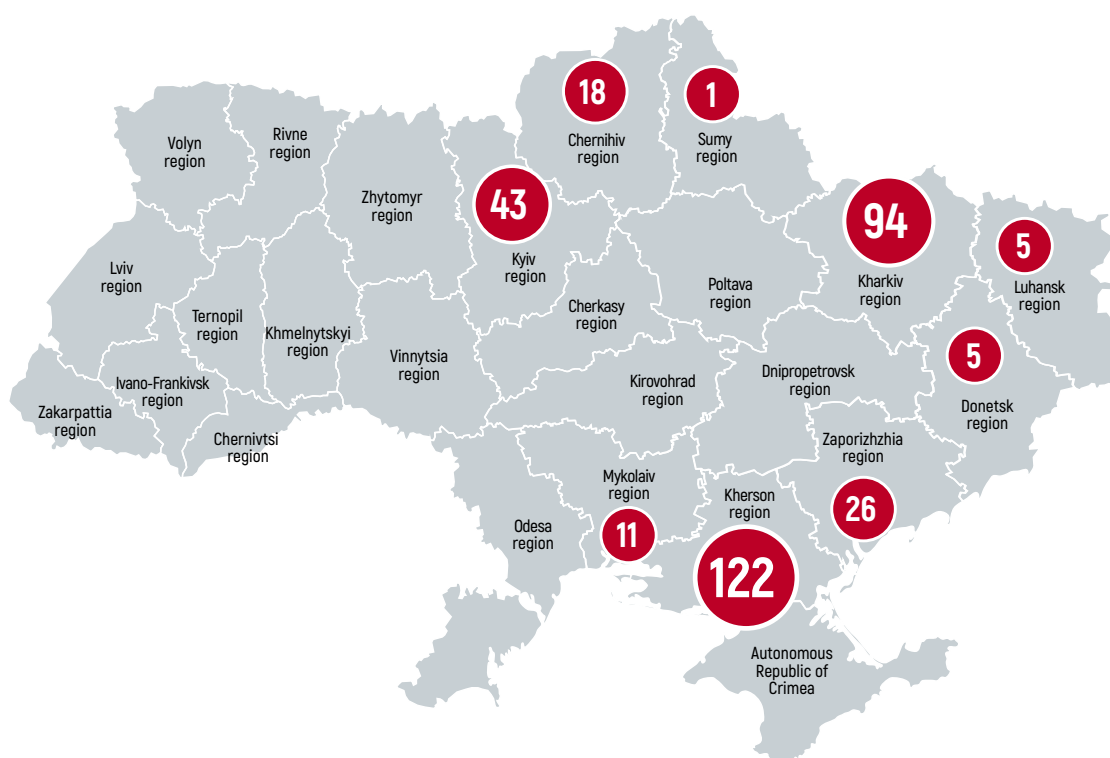 18
Chernihiv
region
1
Sumy
region
Volyn
region
Rivne
region
Zhytomyr
region
43
Kyiv
region
94
Kharkiv
region
5
Luhansk
region
Lviv
region
Ternopil
region
Khmelnytskyi
region
Cherkasy
region
Poltava
region
Vinnytsia
region
5
Donetsk
region
Ivano-Frankivsk
region
Kirovohrad
region
Dnipropetrovsk
region
Zakarpattia
region
Chernivtsi
region
Zaporizhzhia
region
26
Mykolaiv
region
11
Kherson
region
122
Odesa
region
Autonomous
Republic of
Crimea